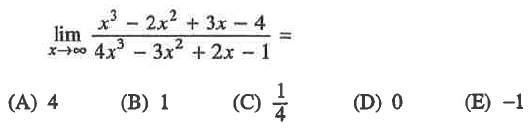 lim x→∞ (x³ − 2x² + 3x − 4)/(4x³ − 3x² + 2x − 1) =
(A) 4 (B) 1 (C) 1/4 (D) 0 (E) −1